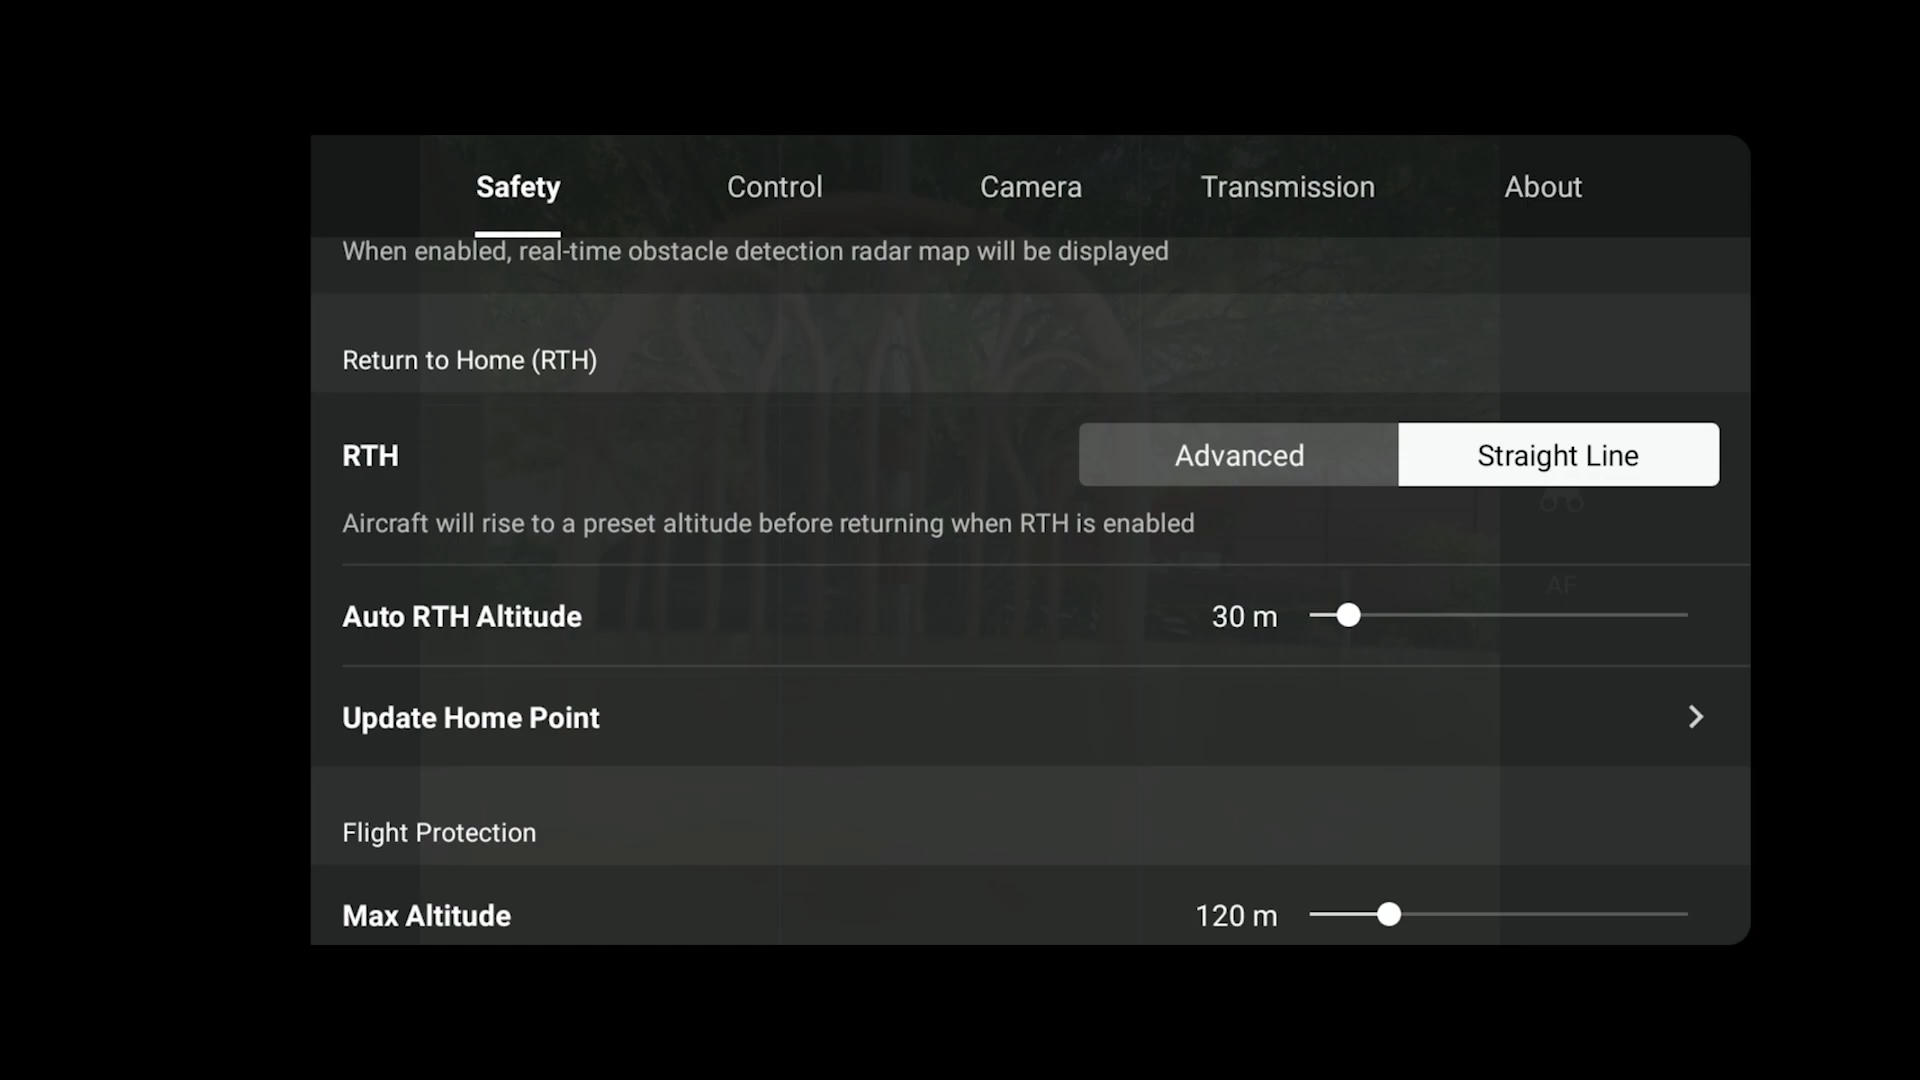 Safety Control Camera Transmission About
When enabled, real-time obstacle detection radar map will be displayed
Return to Home (RTH)
RTH Advanced Straight Line
Aircraft will rise to a preset altitude before returning when RTH is enabled
AF
Auto RTH Altitude 30 m
Update Home Point
Flight Protection
Max Altitude 120 m